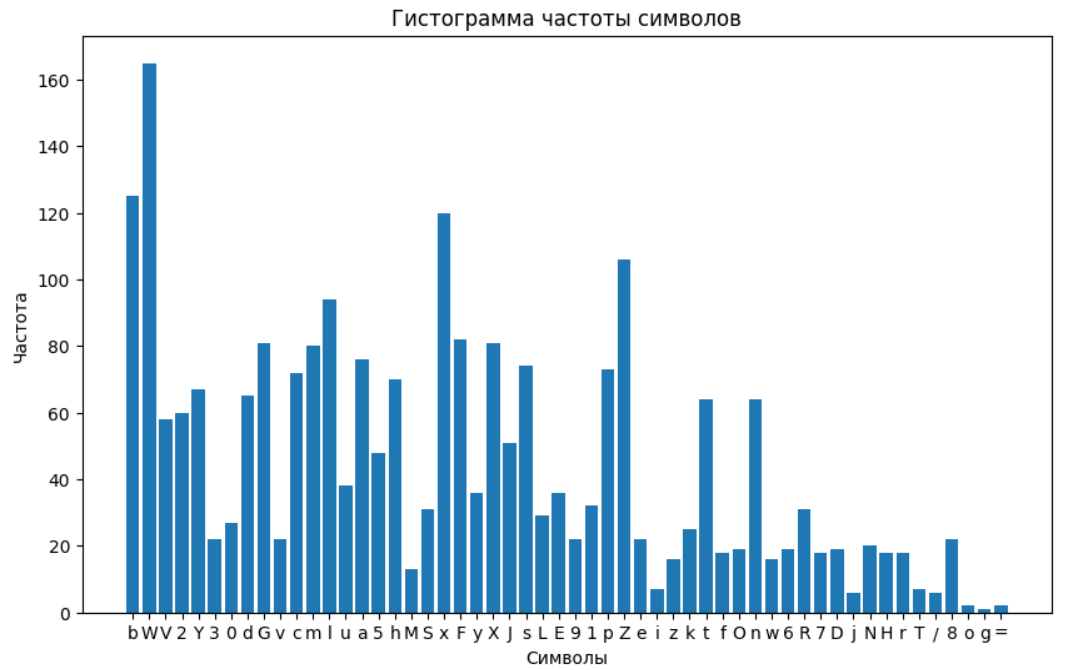 Гистограмма частоты символов
160
140
120
100
80
60
40
20
0
Частота
b W V 2 Y 3 0 d G v c m l u a 5 h M S x F y X J s L E 9 1 p Z e i z k t f O n w 6 R 7 D j N H r T / 8 o g =
Символы